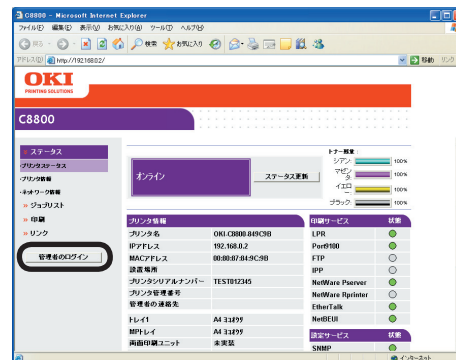 C8800 - Microsoft Internet Explorer
ファイル(F) 編集(E) 表示(V) お気に入り(A) ツール(T) ヘルプ(H)
戻る 検索 お気に入り
アドレス(D) http://192.168.0.2/ 移動 リンク
OKI
PRINTING SOLUTIONS
C8800
ステータス
プリンタステータス
プリンタ情報
ネットワーク情報
ジョブリスト
印刷
リンク
管理者のログイン
オンライン
ステータス更新
トナー残量:
シアン: 100%
マゼンタ: 100%
イエロー: 100%
ブラック: 100%
プリンタ情報
プリンタ名 OKI-C8800-849C9B
IPアドレス 192.168.0.2
MACアドレス 00:80:87:84:9C:9B
設置場所
プリンタシリアルナンバー TEST012345
プリンタ管理番号
管理者の連絡先
トレイ1 A4 ヨコオクリ
MPトレイ A4 ヨコオクリ
両面印刷ユニット 未実装
印刷サービス 状態
LPR
Port9100
FTP
IPP
NetWare Pserver
NetWare Rprinter
EtherTalk
NetBEUI
設定サービス 状態
SNMP
インターネット